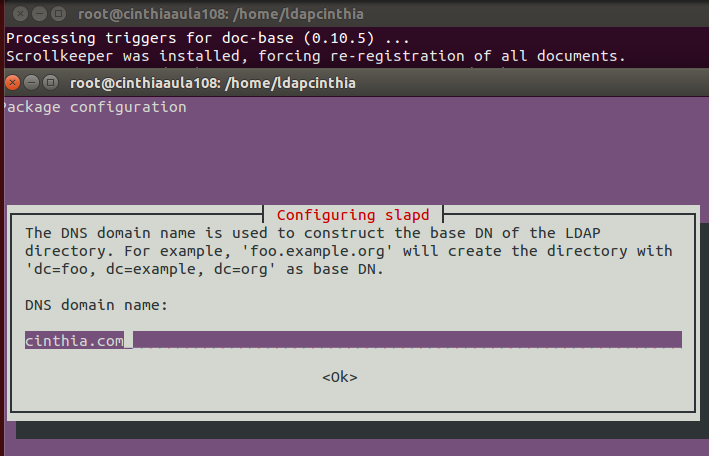 root@cinthiaaula108: /home/ldapcinthia
Processing triggers for doc-base (0.10.5) ...
Scrollkeeper was installed, forcing re-registration of all documents.
root@cinthiaaula108: /home/ldapcinthia
Package configuration
Configuring slapd
The DNS domain name is used to construct the base DN of the LDAP
directory. For example, 'foo.example.org' will create the directory with
'dc=foo, dc=example, dc=org' as base DN.
DNS domain name:
cinthia.com
<Ok>